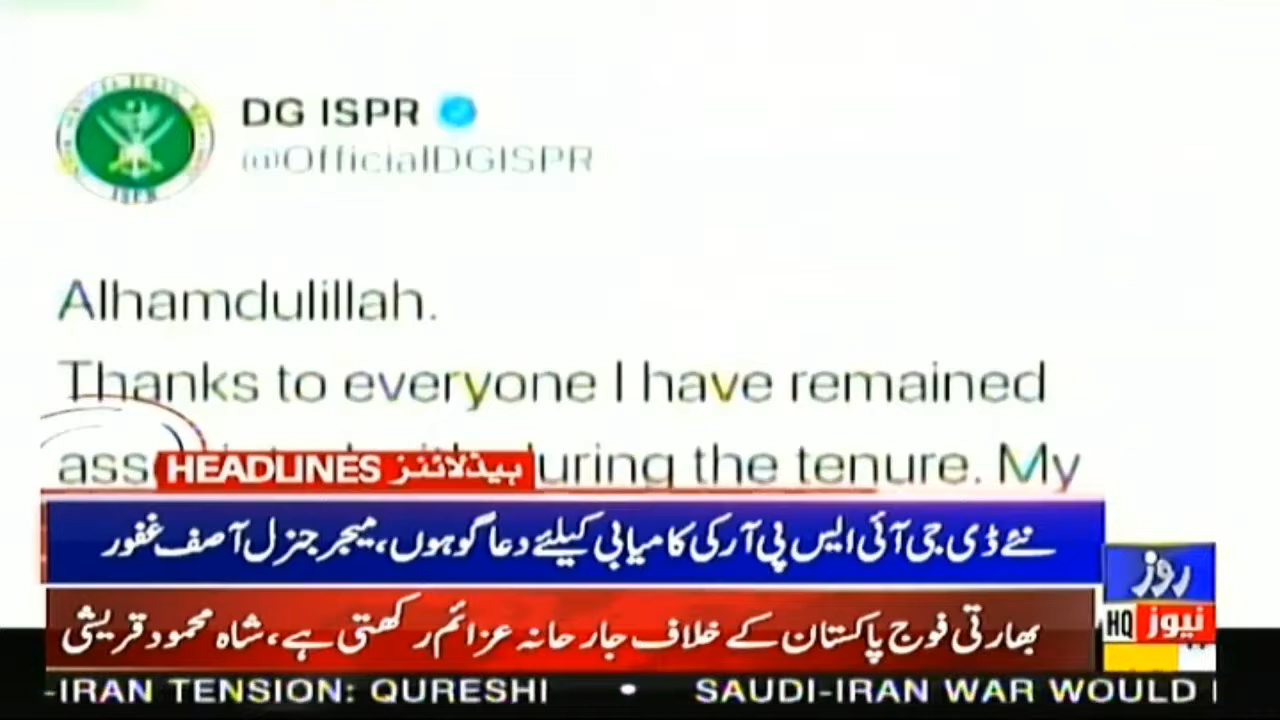 DG ISPR
@OfficialDGISPR
ISPR
Alhamdulillah.
Thanks to everyone I have remained
during the tenure. My
HEADLINES ہیڈلائنز
نئے ڈی جی آئی ایس پی آر کی کامیابی کیلئے دعا گو ہوں، میجر جنرل آصف غفور
بھارتی فوج پاکستان کے خلاف جارحانہ عزائم رکھتی ہے، شاہ محمود قریشی
روز
نیوز HQ
-IRAN TENSION: QURESHI • SAUDI-IRAN WAR WOULD